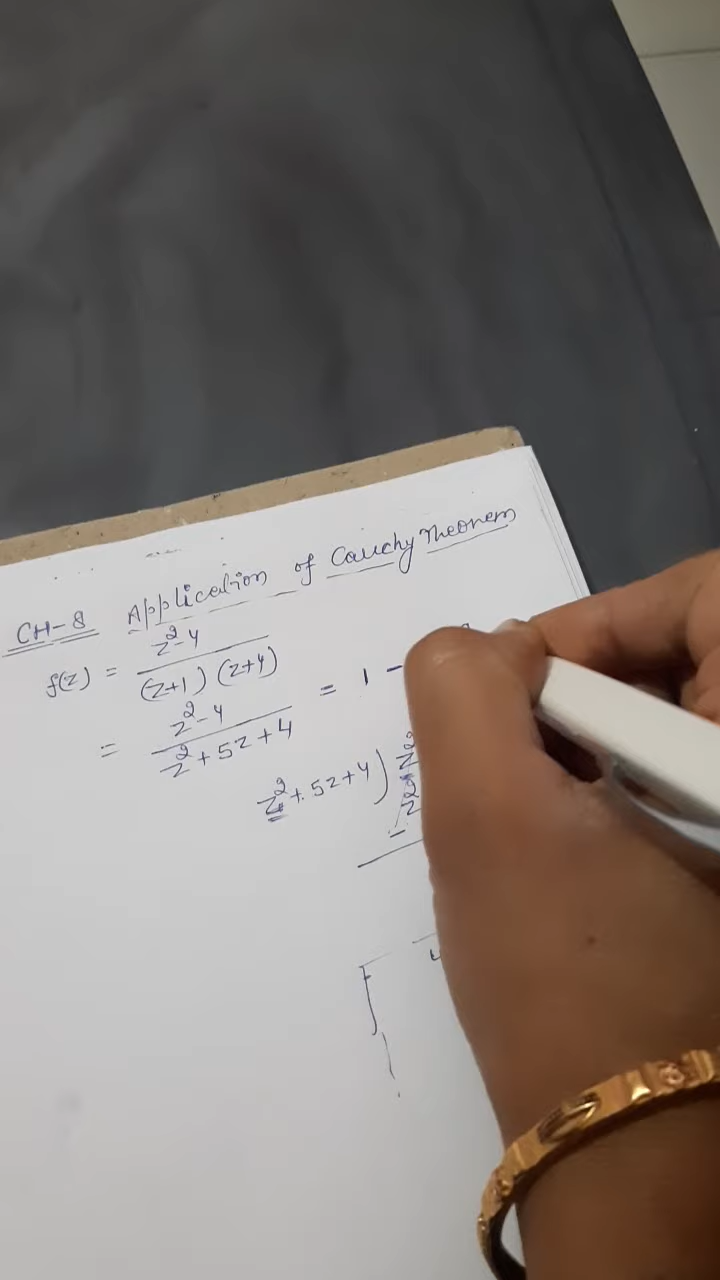 CH-8 Application of Cauchy Theorem
f(z) = z²-4 / (z+1) (z+4)
= z²-4 / z²+5z+4 = 1 -
z²+5z+4)